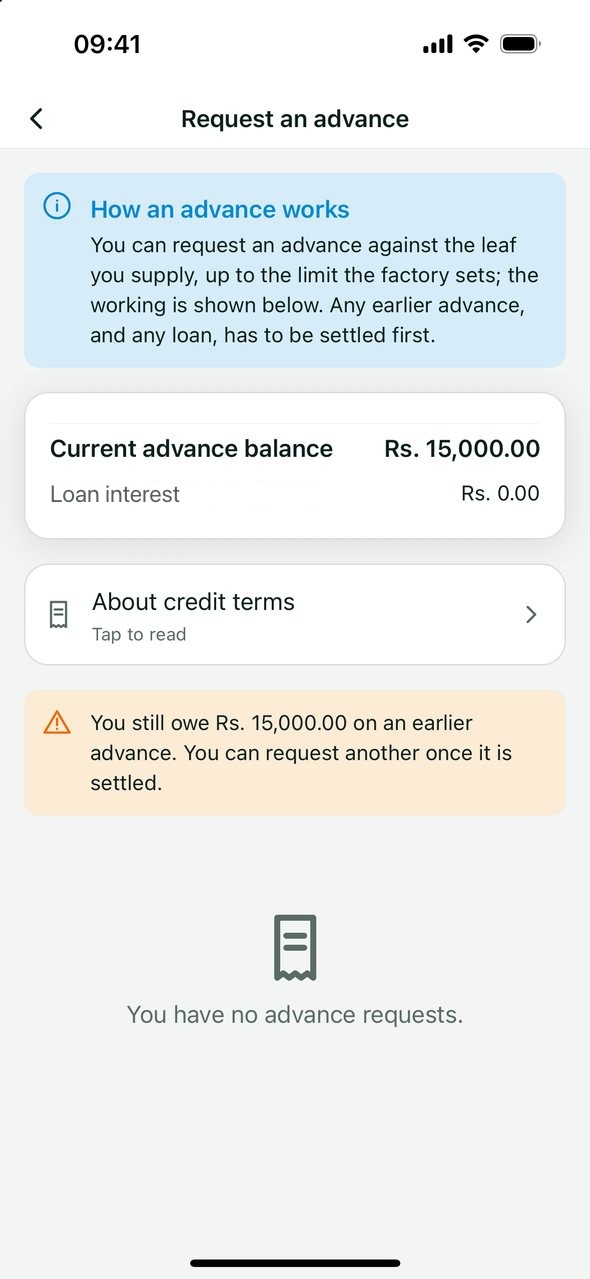 09:41
Request an advance
How an advance works
You can request an advance against the leaf
you supply, up to the limit the factory sets; the
working is shown below. Any earlier advance,
and any loan, has to be settled first.
Current advance balance Rs. 15,000.00
Loan interest Rs. 0.00
About credit terms
Tap to read
You still owe Rs. 15,000.00 on an earlier
advance. You can request another once it is
settled.
You have no advance requests.